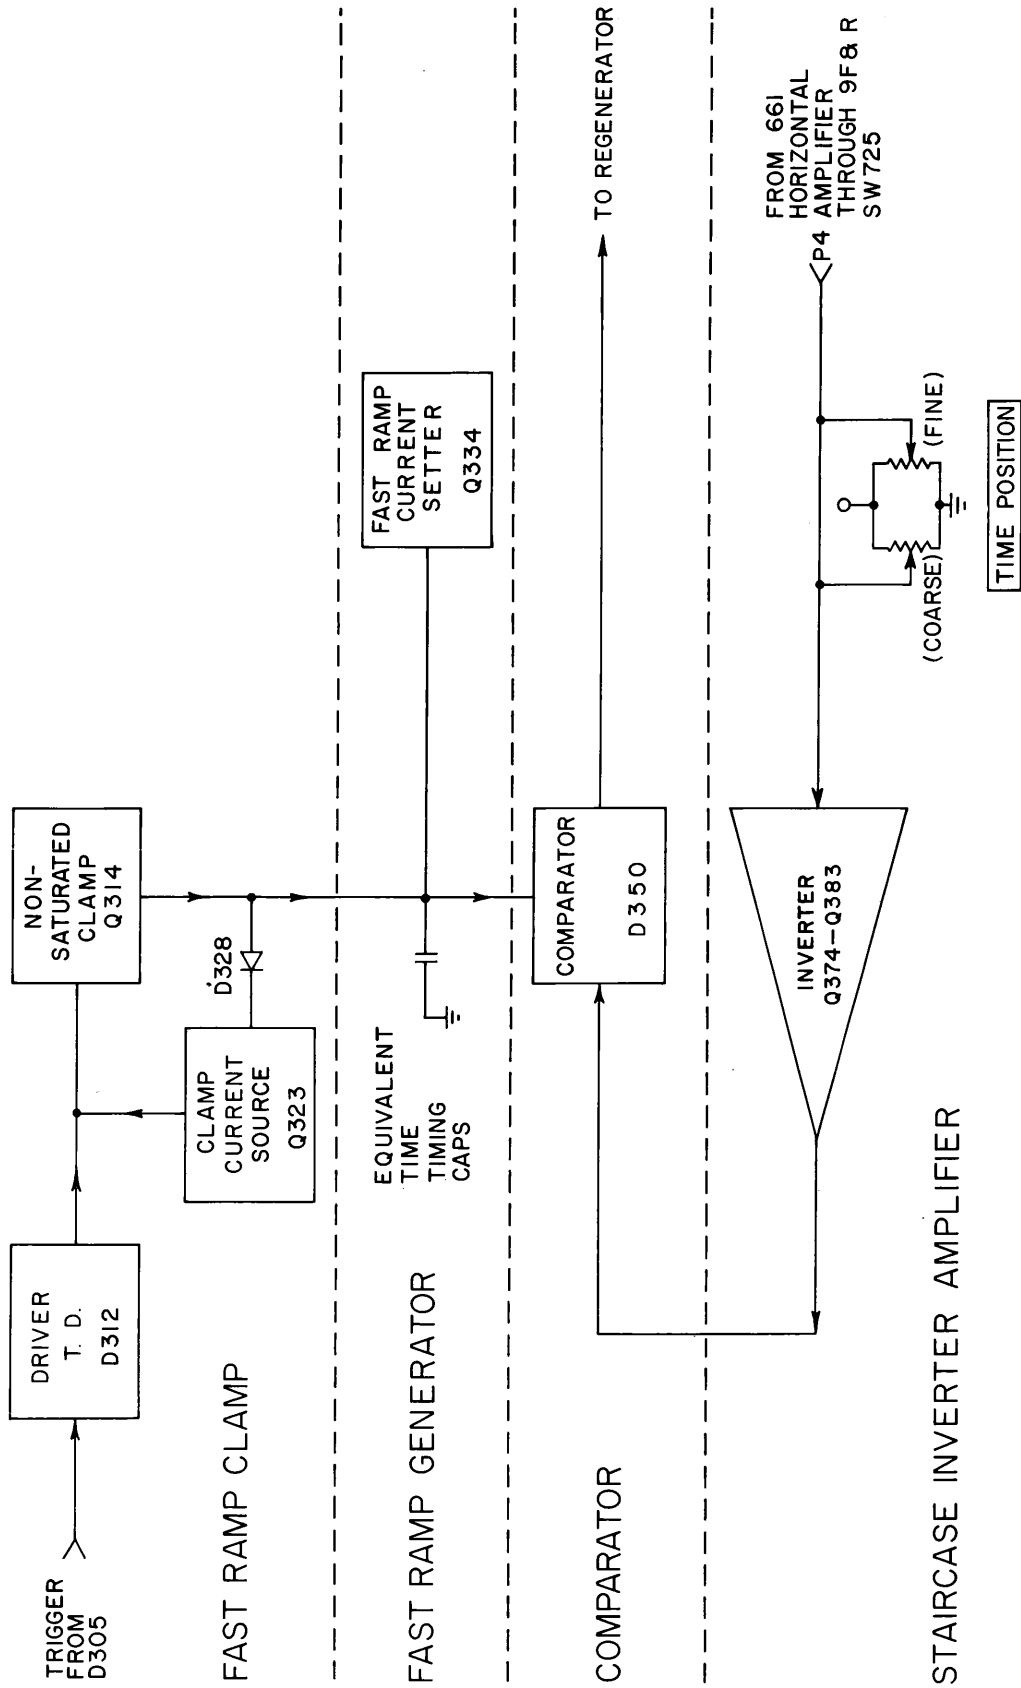 TRIGGER
FROM
D305
DRIVER
T. D.
D312
NON-
SATURATED
CLAMP
Q314
CLAMP
CURRENT
SOURCE
Q323
D328
FAST RAMP CLAMP
EQUIVALENT
TIME
TIMING
CAPS
FAST RAMP
CURRENT
SETTER
Q334
FAST RAMP GENERATOR
COMPARATOR
D350
TO REGENERATOR
COMPARATOR
INVERTER
Q374-Q383
(COARSE)
(FINE)
P4
FROM 661
HORIZONTAL
AMPLIFIER
THROUGH 9F & R
SW725
TIME POSITION
STAIRCASE INVERTER AMPLIFIER